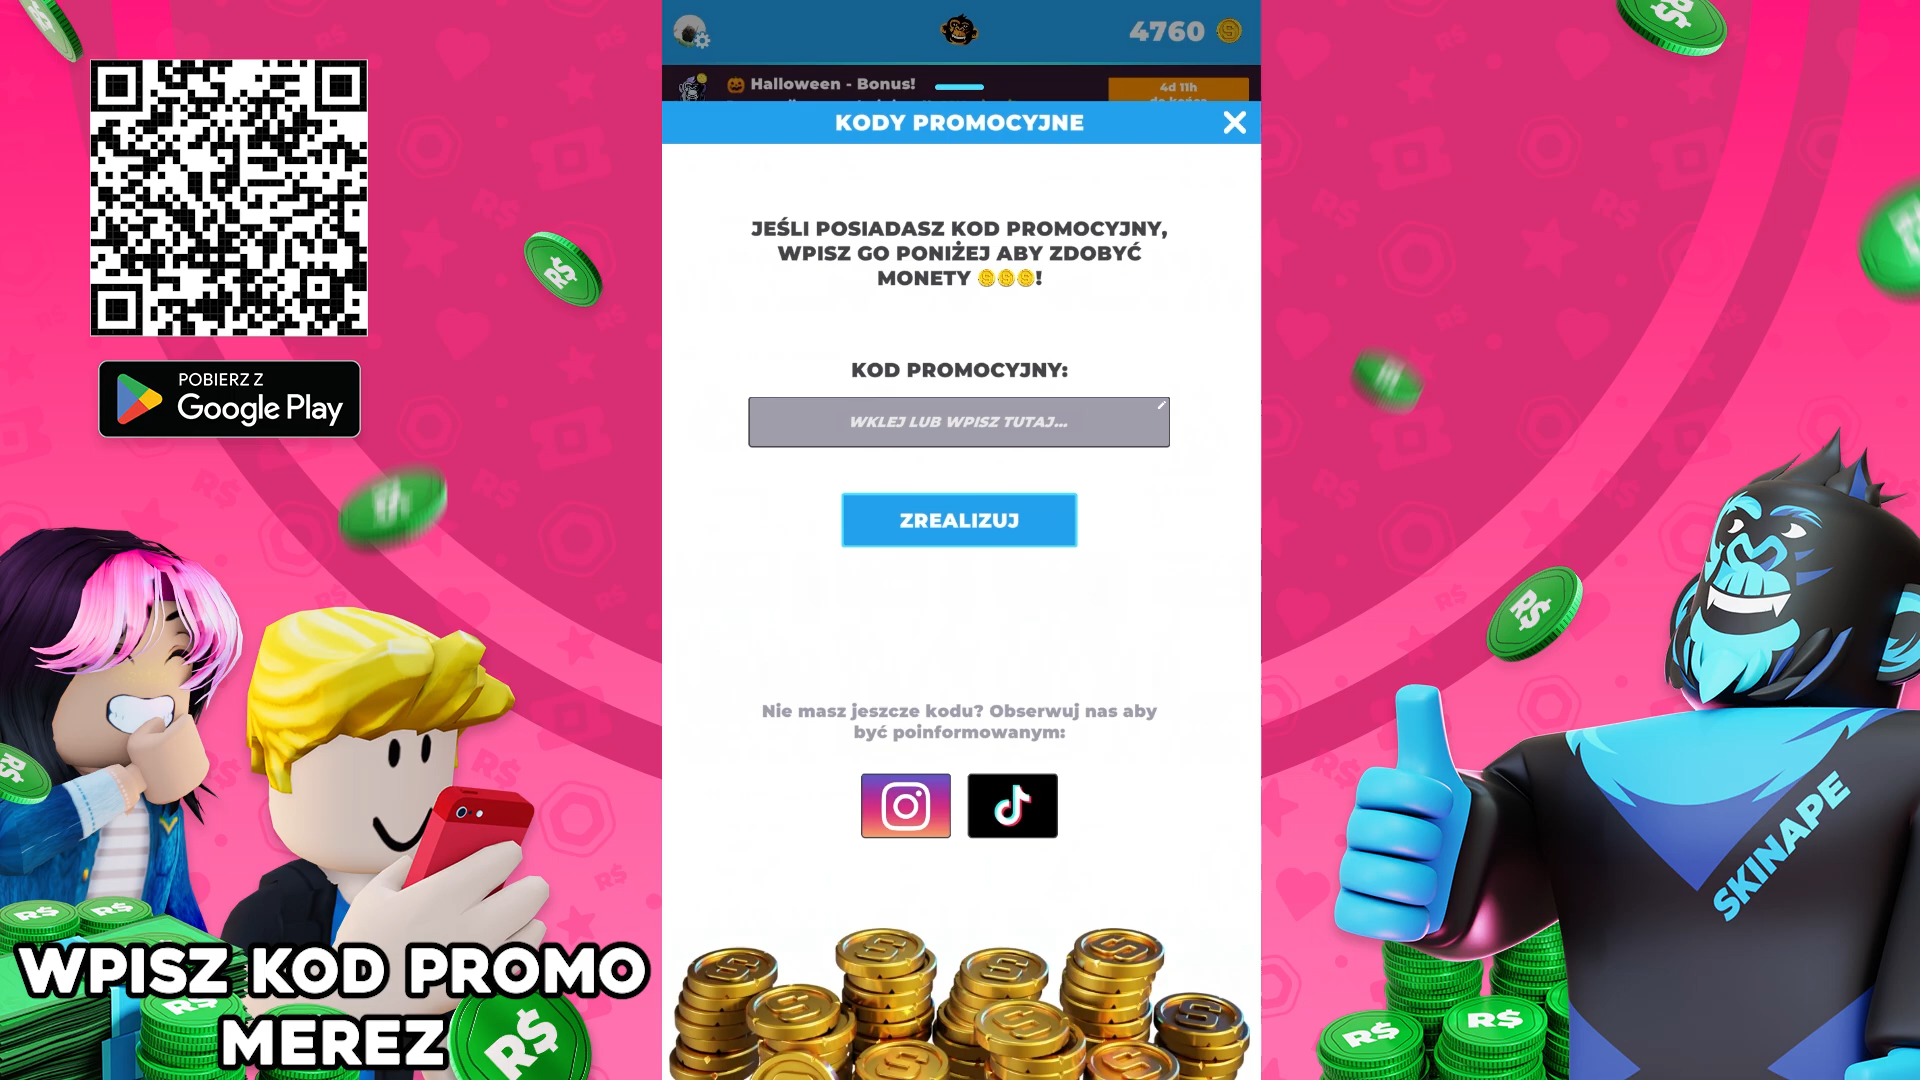 POBIERZ Z
Google Play
4760
Halloween - Bonus!
4d 11h
KODY PROMOCYJNE
JEŚLI POSIADASZ KOD PROMOCYJNY,
WPISZ GO PONIŻEJ ABY ZDOBYĆ
MONETY !
KOD PROMOCYJNY:
WKLEJ LUB WPISZ TUTAJ...
ZREALIZUJ
Nie masz jeszcze kodu? Obserwuj nas aby
być poinformowanym:
SKINAPE
WPISZ KOD PROMO
MEREZ
R$
R$
R$
R$
R$
R$
R$
R$